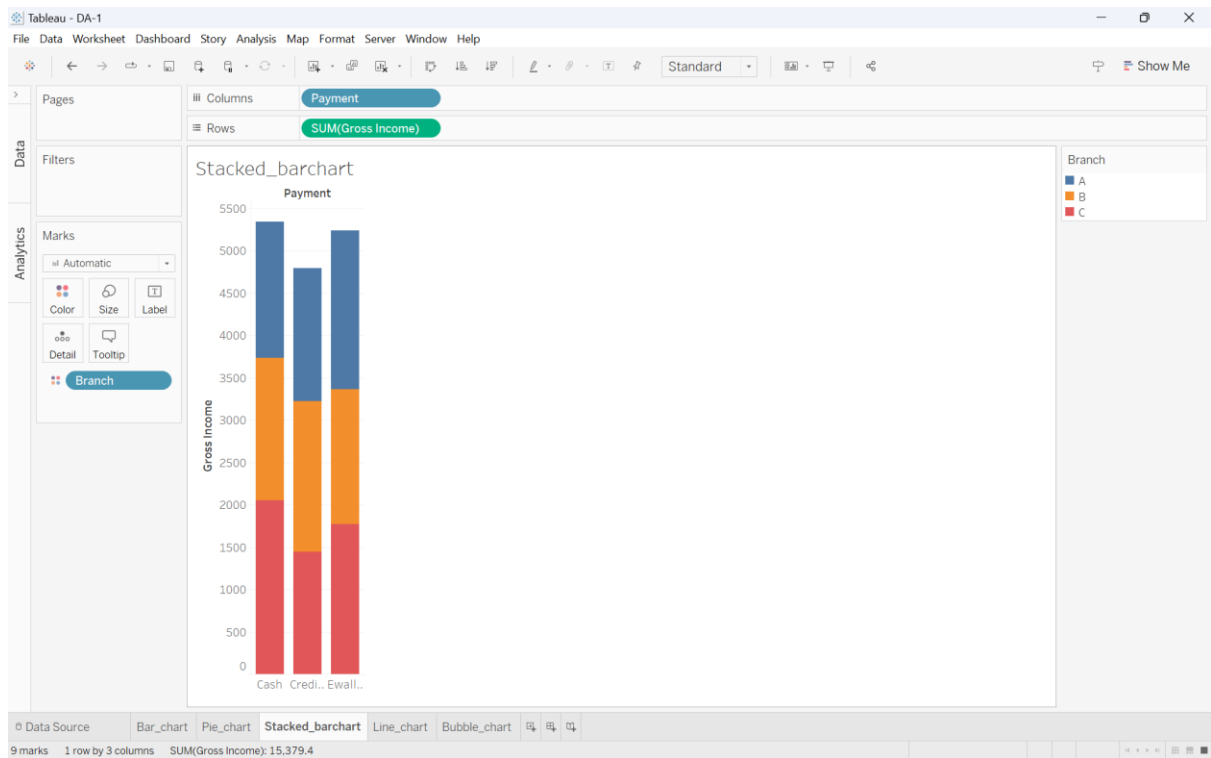 Tableau - DA-1
File Data Worksheet Dashboard Story Analysis Map Format Server Window Help
Standard
Show Me
Pages
Columns
Payment
Rows
SUM(Gross Income)
Data
Analytics
Filters
Marks
Automatic
Color
Size
Label
Detail
Tooltip
Branch
Stacked_barchart
Payment
Gross Income
5500
5000
4500
4000
3500
3000
2500
2000
1500
1000
500
0
Cash Credi.. Ewall..
Branch
A
B
C
Data Source Bar_chart Pie_chart Stacked_barchart Line_chart Bubble_chart
9 marks 1 row by 3 columns SUM(Gross Income): 15,379.4